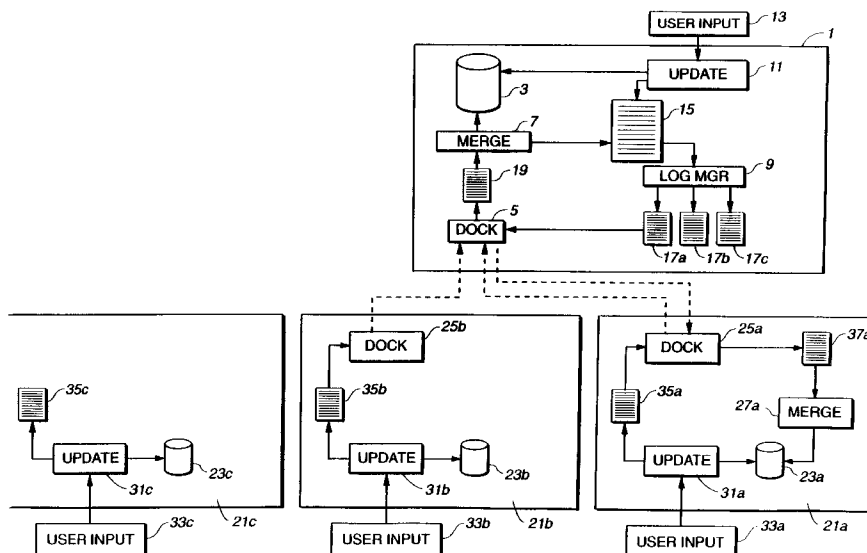 USER INPUT 13
1
UPDATE 11
3
15
7
MERGE
19
LOG MGR 9
5
DOCK
17a 17b 17c
25b
DOCK
25a
DOCK
37a
35c
35b
35a
27a MERGE
UPDATE
23c
31c
UPDATE
23b
31b
UPDATE
23a
31a
21c
21b
21a
33c
USER INPUT
33b
USER INPUT
33a
USER INPUT